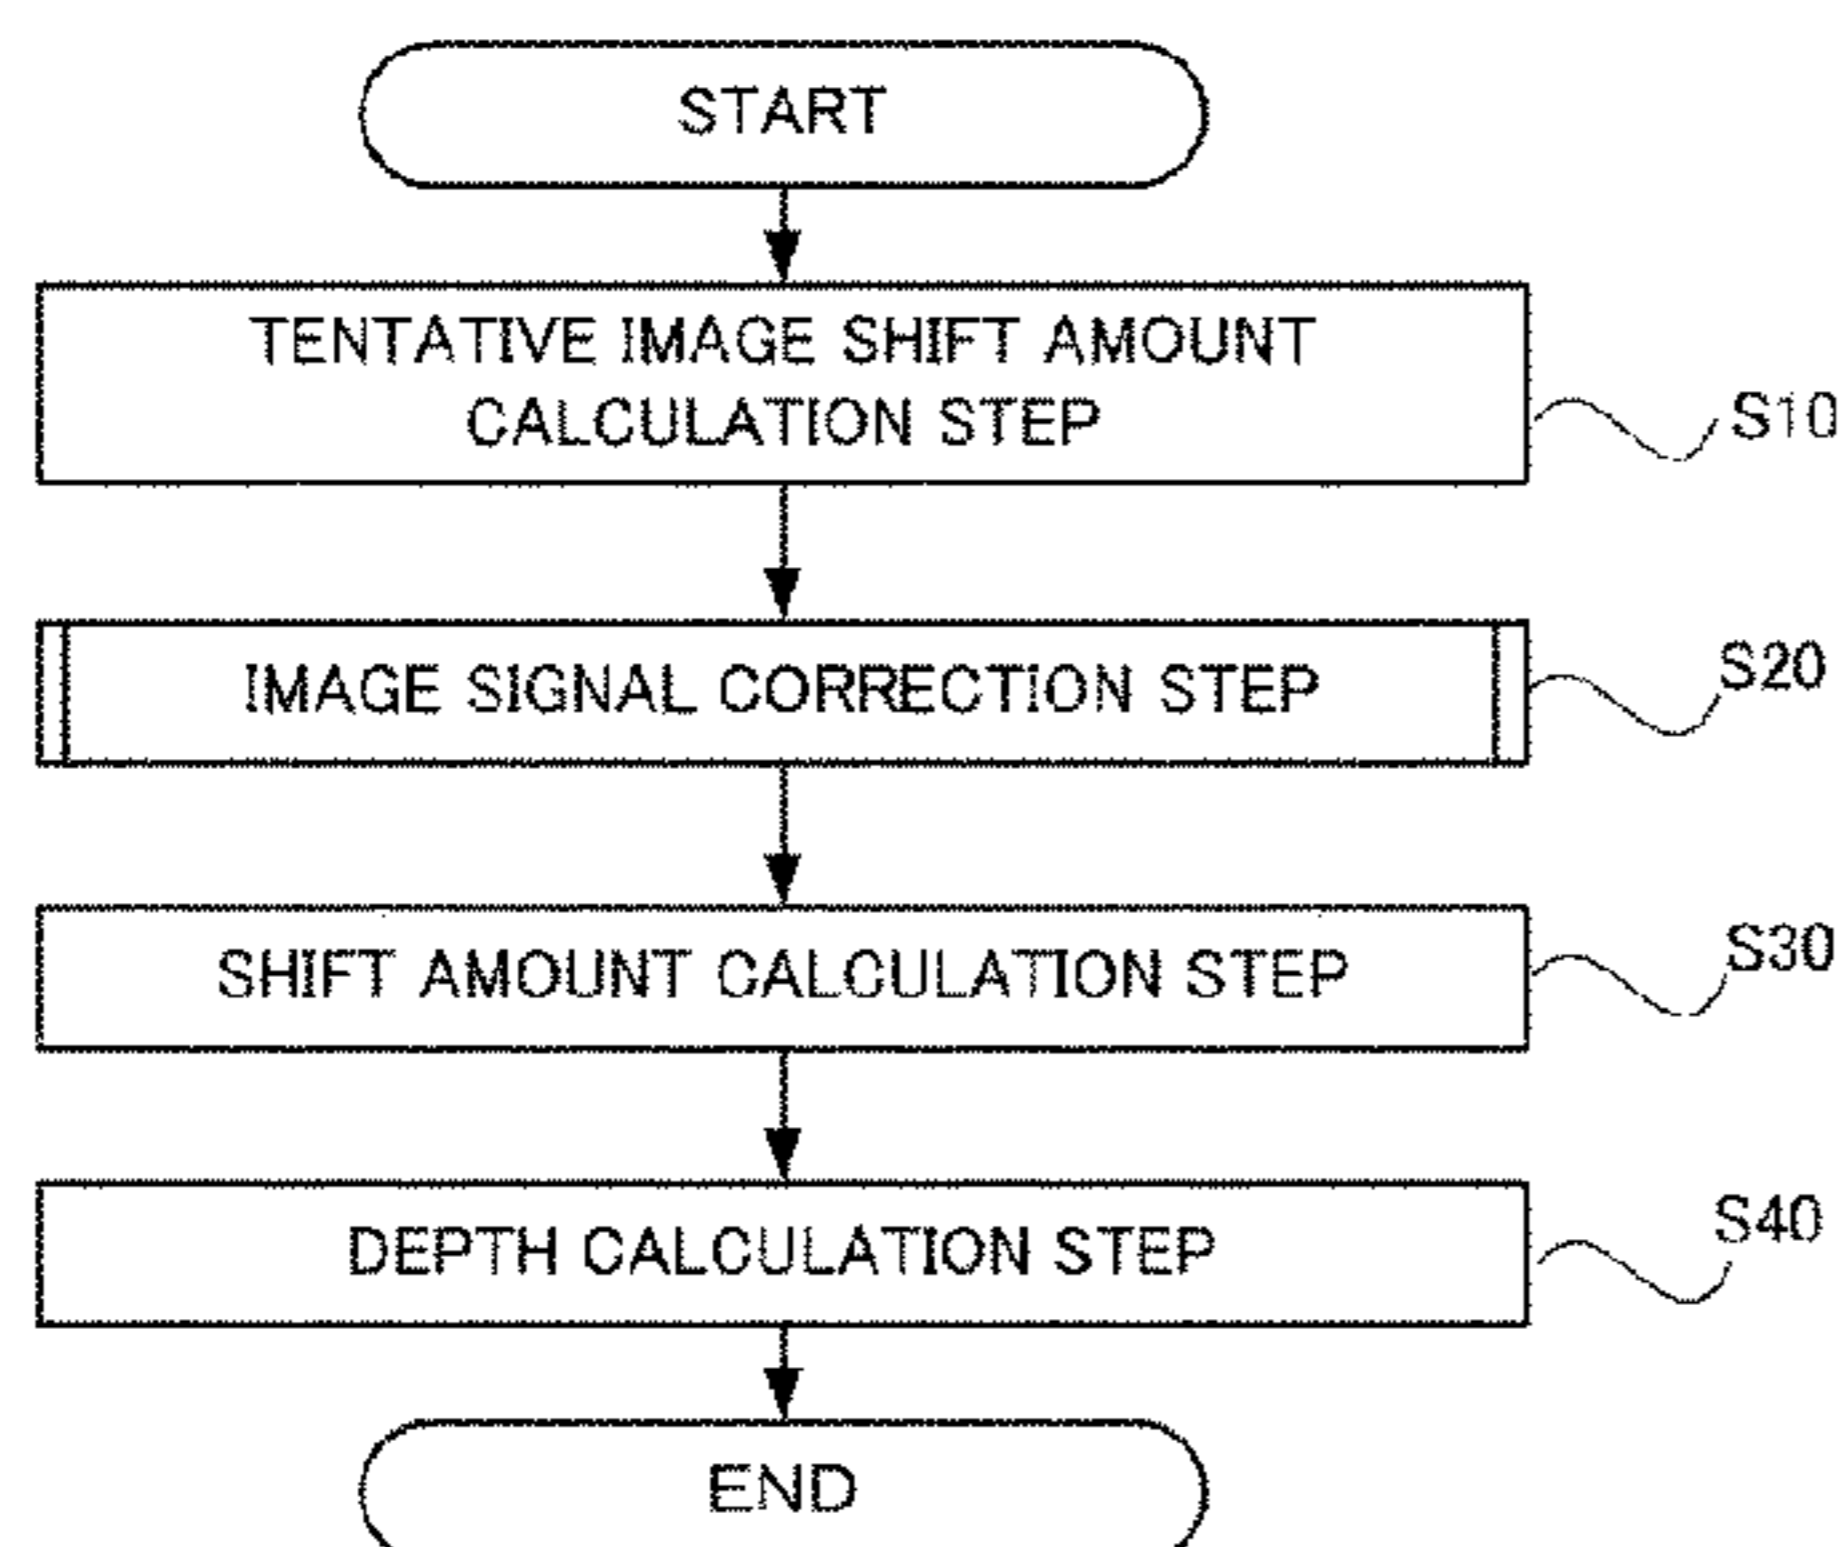 START
TENTATIVE IMAGE SHIFT AMOUNT
CALCULATION STEP
S10
IMAGE SIGNAL CORRECTION STEP
S20
SHIFT AMOUNT CALCULATION STEP
S30
DEPTH CALCULATION STEP
S40
END